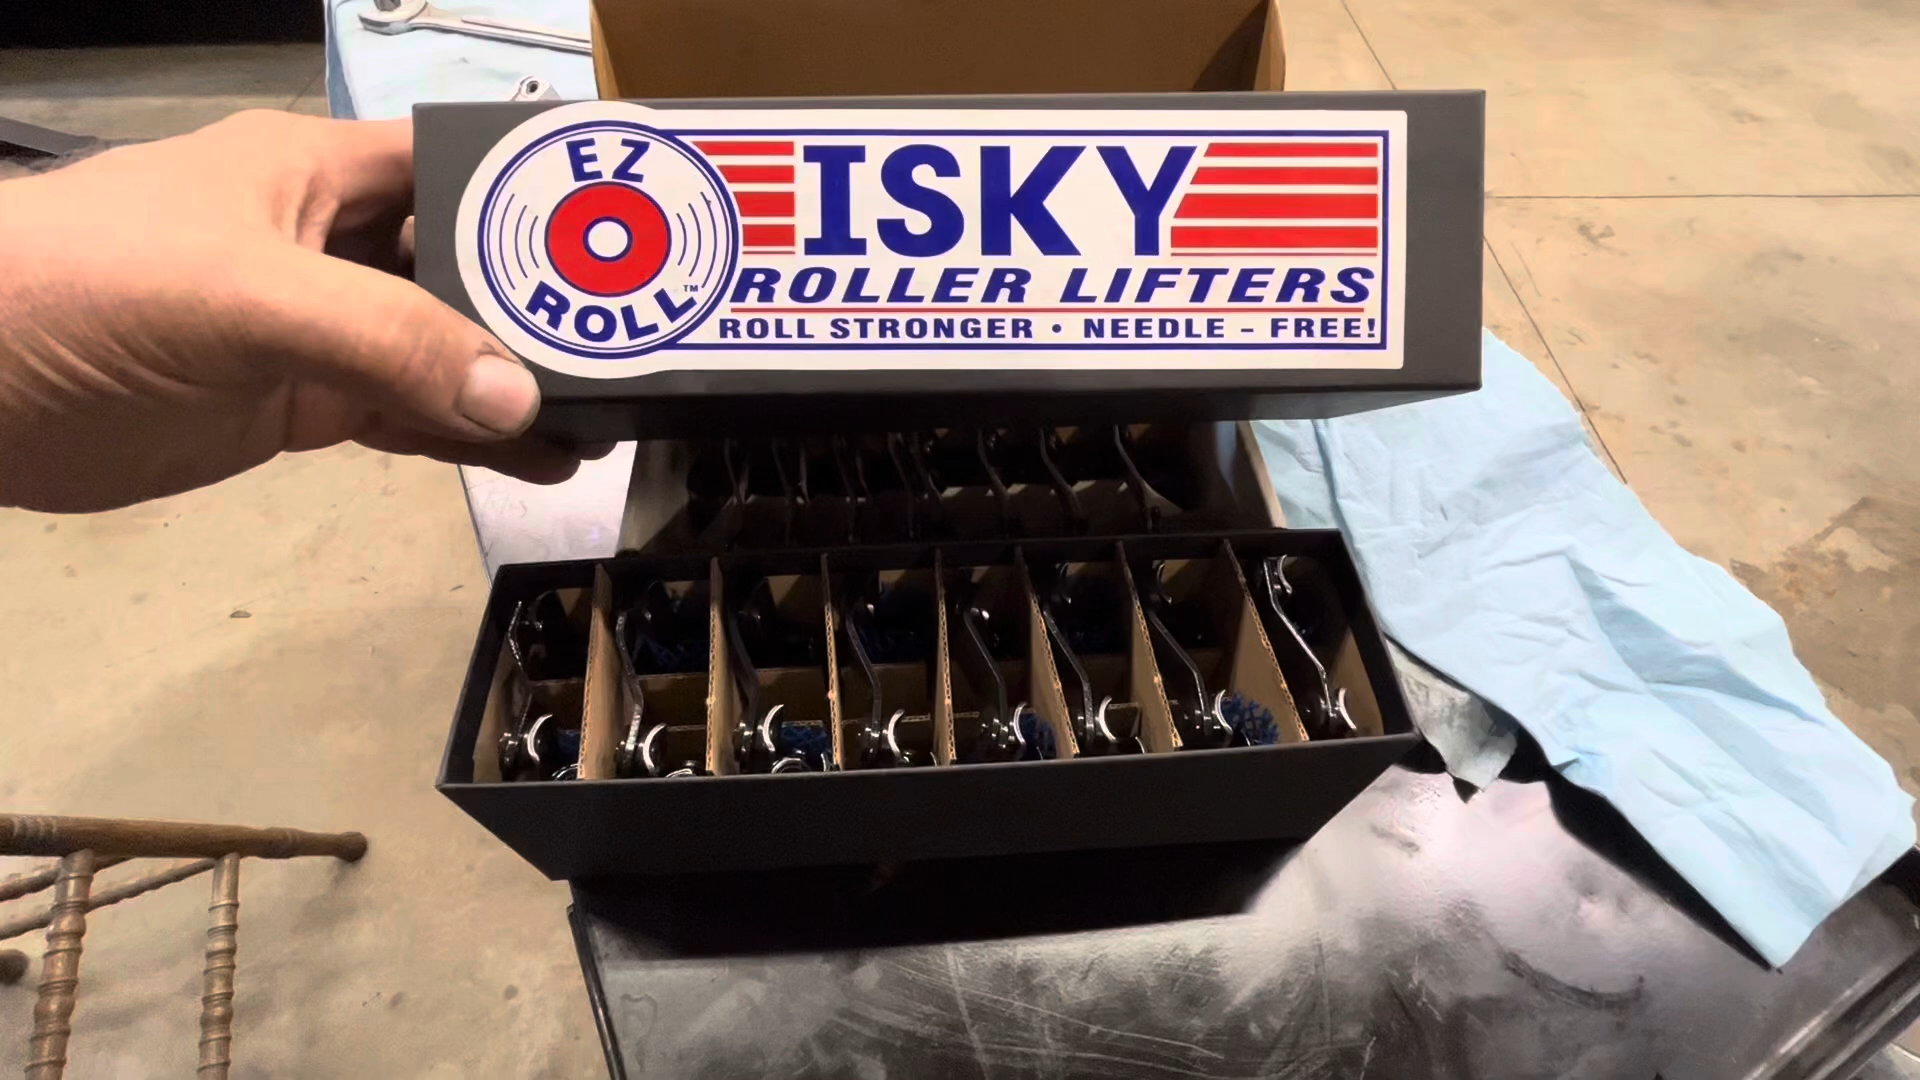 EZ
ROLL™
ISKY
ROLLER LIFTERS
ROLL STRONGER • NEEDLE - FREE!